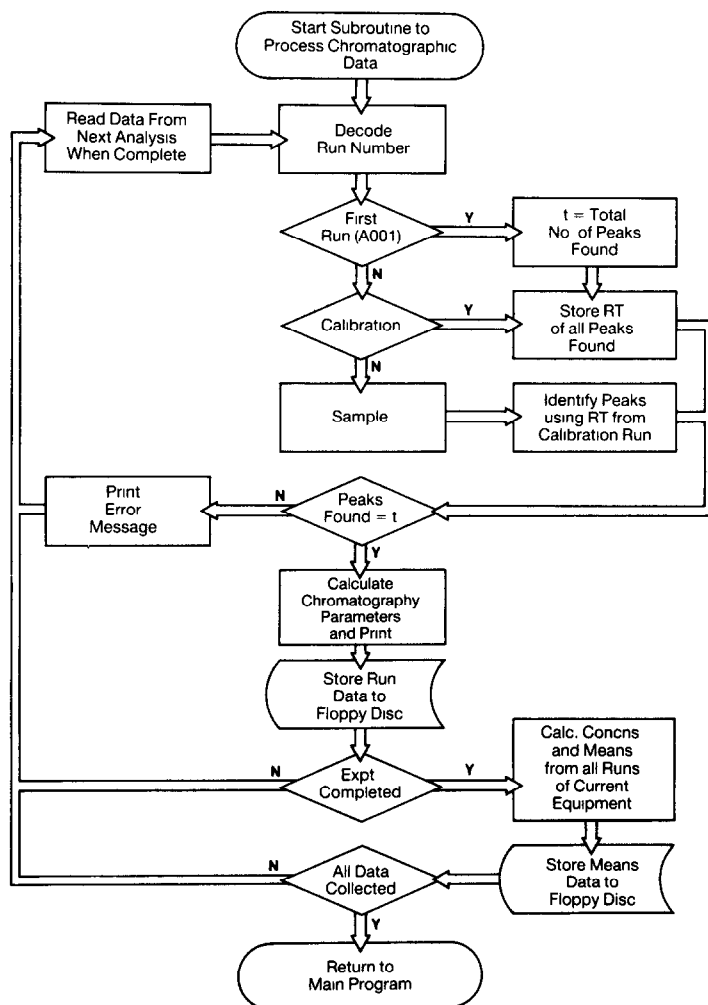 Start Subroutine to
Process Chromatographic
Data
Read Data From
Next Analysis
When Complete
Decode
Run Number
First
Run (A001)
Y
t = Total
No. of Peaks
Found
N
Calibration
Y
Store RT
of all Peaks
Found
N
Sample
Identify Peaks
using RT from
Calibration Run
Print
Error
Message
N
Peaks
Found = t
Y
Calculate
Chromatography
Parameters
and Print
Store Run
Data to
Floppy Disc
N
Expt
Completed
Y
Calc. Concns
and Means
from all Runs
of Current
Equipment
N
All Data
Collected
Store Means
Data to
Floppy Disc
Y
Return to
Main Program